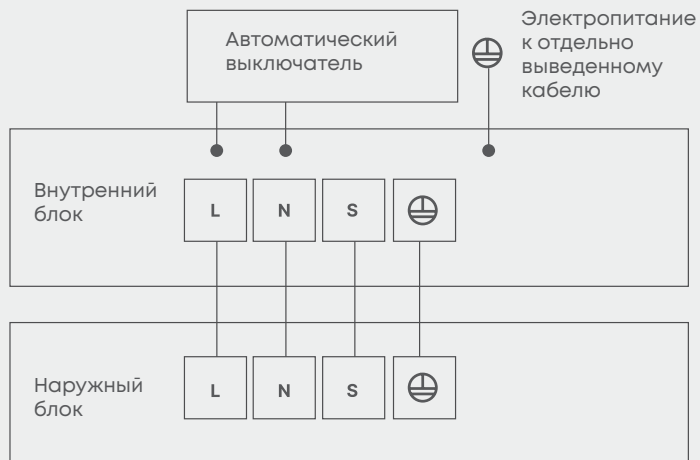 Автоматический
выключатель
Электропитание
к отдельно
выведенному
кабелю
Внутренний
блок
L N S
Наружный
блок
L N S